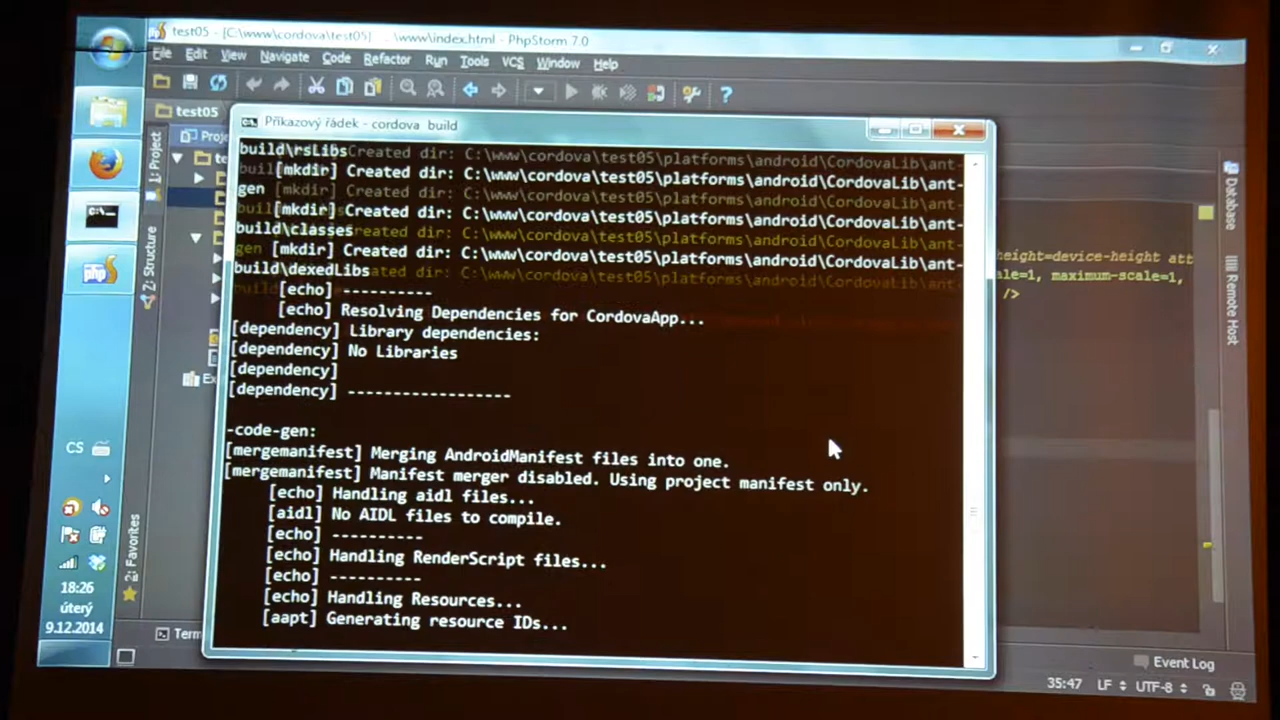 test05 - [C:\www\cordova\test05] ...\www\index.html - PhpStorm 7.0
File Edit View Navigate Code Refactor Run Tools VCS Window Help
test05
Příkazový řádek - cordova build
1: Project
build\rsLibs
[mkdir] Created dir: C:\www\cordova\test05\platforms\android\CordovaLib\ant-
gen
[mkdir] Created dir: C:\www\cordova\test05\platforms\android\CordovaLib\ant-
build\classes
[mkdir] Created dir: C:\www\cordova\test05\platforms\android\CordovaLib\ant-
build\dexedLibs
[echo] ----------
[echo] Resolving Dependencies for CordovaApp...
[dependency] Library dependencies:
[dependency] No Libraries
[dependency]
[dependency] ------------------
-code-gen:
[mergemanifest] Merging AndroidManifest files into one.
[mergemanifest] Manifest merger disabled. Using project manifest only.
[echo] Handling aidl files...
[aidl] No AIDL files to compile.
[echo] ----------
[echo] Handling RenderScript files...
[echo] ----------
[echo] Handling Resources...
[aapt] Generating resource IDs...
height=device-height att
ale=1, maximum-scale=1,
/>
Database
Remote Host
7: Structure
2: Favorites
CS
18:26
úterý
9.12.2014
Term
Event Log
35:47 LF UTF-8